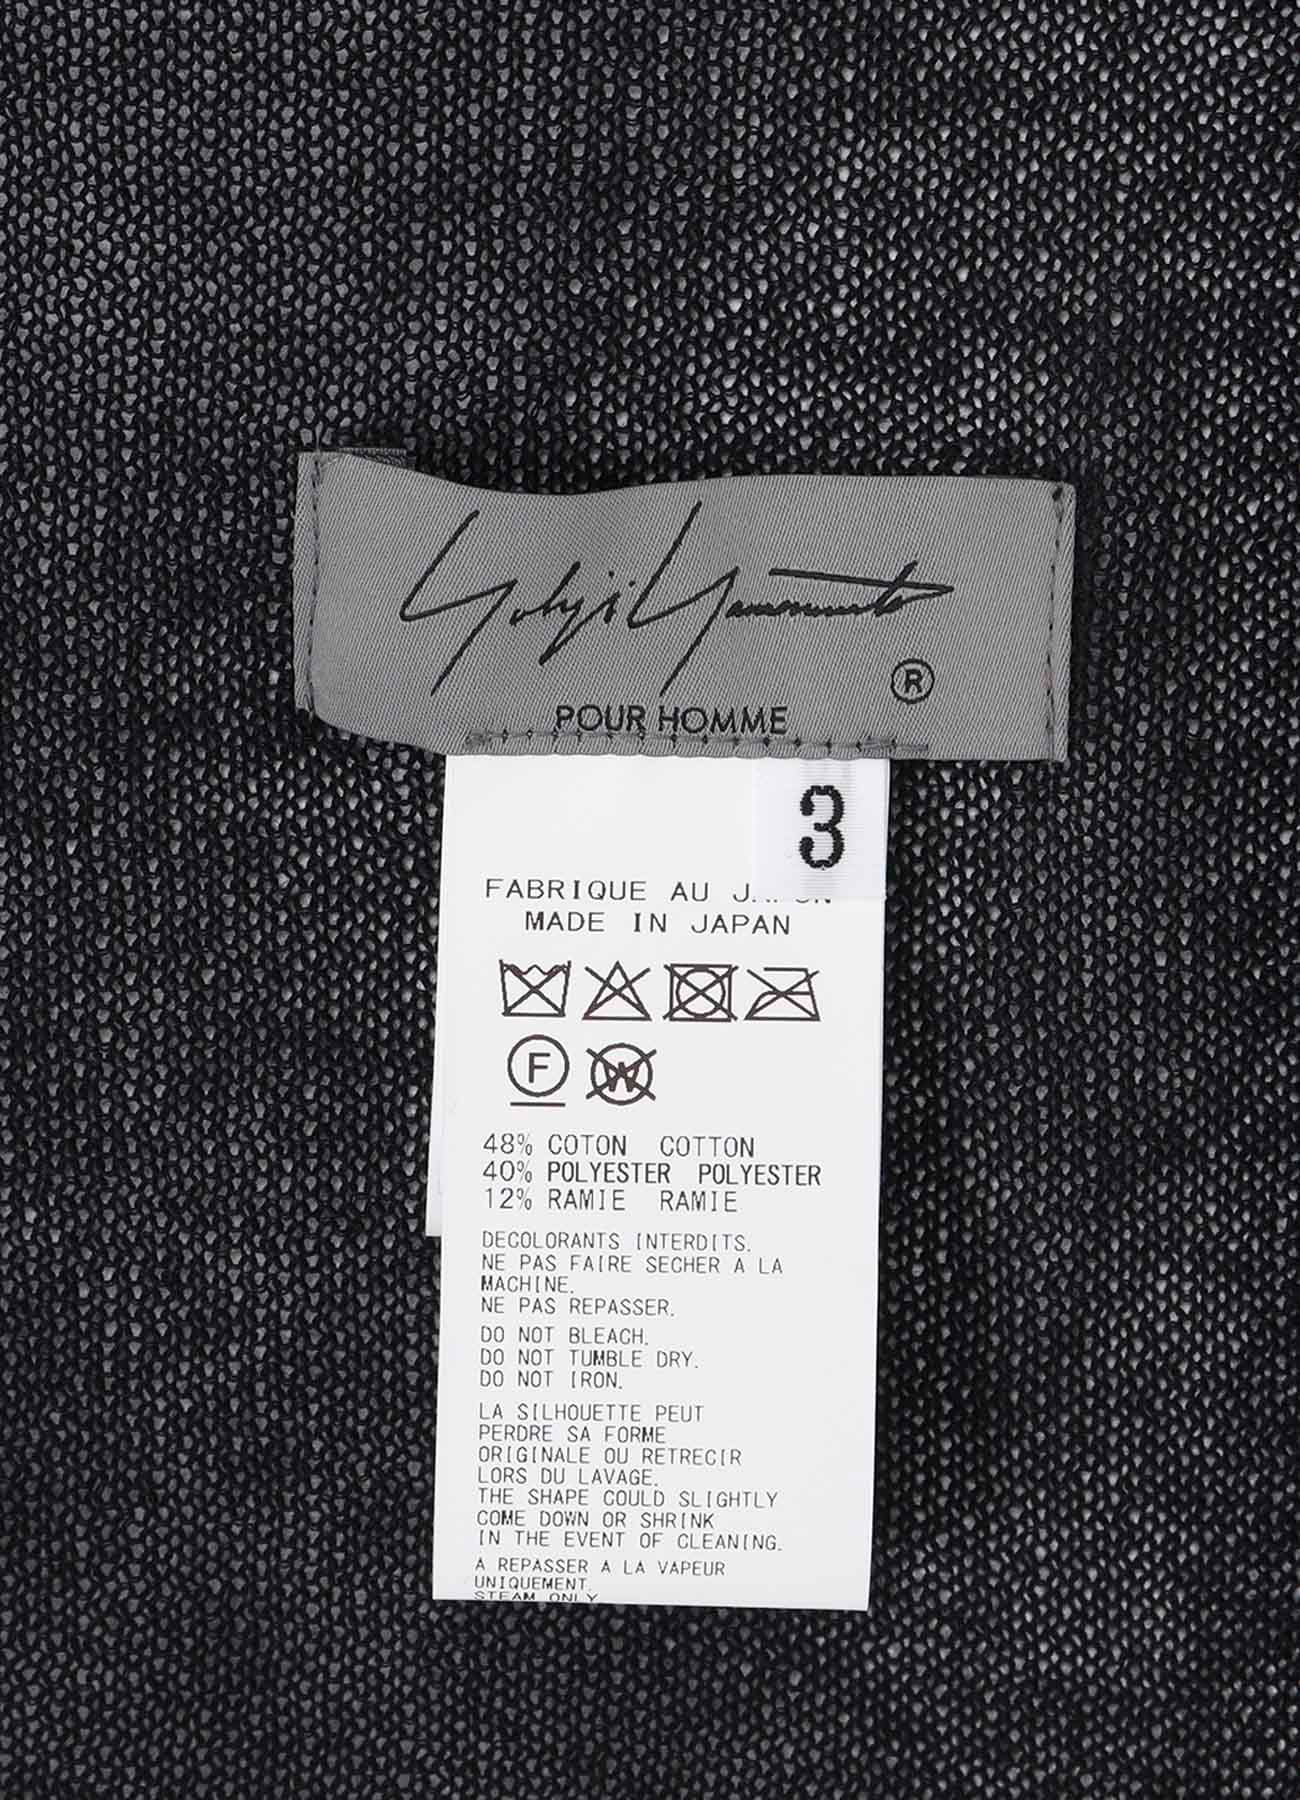 Yohji Yamamoto
®
POUR HOMME
3
FABRIQUE AU JAPON
MADE IN JAPAN
F
W
48% COTON COTTON
40% POLYESTER POLYESTER
12% RAMIE RAMIE
DECOLORANTS INTERDITS.
NE PAS FAIRE SECHER A LA
MACHINE.
NE PAS REPASSER.
DO NOT BLEACH.
DO NOT TUMBLE DRY.
DO NOT IRON.
LA SILHOUETTE PEUT
PERDRE SA FORME
ORIGINALE OU RETRECIR
LORS DU LAVAGE.
THE SHAPE COULD SLIGHTLY
COME DOWN OR SHRINK
IN THE EVENT OF CLEANING.
A REPASSER A LA VAPEUR
UNIQUEMENT.
STEAM ONLY